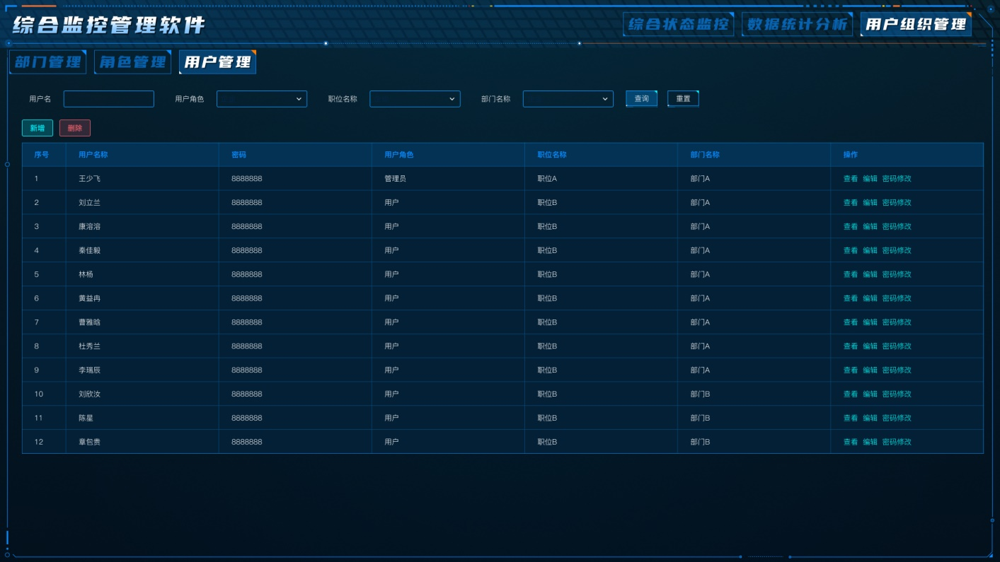 综合监控管理软件 综合状态监控 数据统计分析 用户组织管理
部门管理 角色管理 用户管理
用户名 用户角色 职位名称 部门名称 查询 重置
新增 删除
序号 用户名称 密码 用户角色 职位名称 部门名称 操作
1 王少飞 8888888 管理员 职位A 部门A 查看 编辑 密码修改
2 刘立兰 8888888 用户 职位B 部门A 查看 编辑 密码修改
3 康溶溶 8888888 用户 职位B 部门A 查看 编辑 密码修改
4 秦佳毅 8888888 用户 职位B 部门A 查看 编辑 密码修改
5 林杨 8888888 用户 职位B 部门A 查看 编辑 密码修改
6 黄益冉 8888888 用户 职位B 部门A 查看 编辑 密码修改
7 曹雅晗 8888888 用户 职位B 部门A 查看 编辑 密码修改
8 杜秀兰 8888888 用户 职位B 部门A 查看 编辑 密码修改
9 李瑞辰 8888888 用户 职位B 部门A 查看 编辑 密码修改
10 刘欣汝 8888888 用户 职位B 部门B 查看 编辑 密码修改
11 陈星 8888888 用户 职位B 部门B 查看 编辑 密码修改
12 章包贵 8888888 用户 职位B 部门B 查看 编辑 密码修改